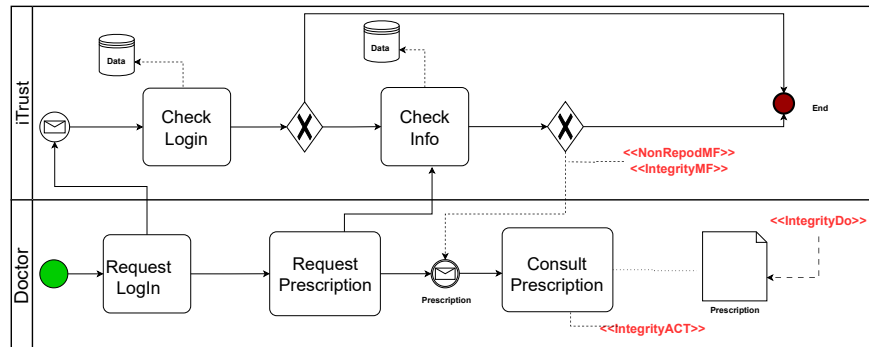 iTrust
Data
Check
Login
Data
Check
Info
X
X
End
<<NonRepodMF>>
<<IntegrityMF>>
Doctor
Request
LogIn
Request
Prescription
Prescription
Consult
Prescription
<<IntegrityACT>>
<<IntegrityDo>>
Prescription